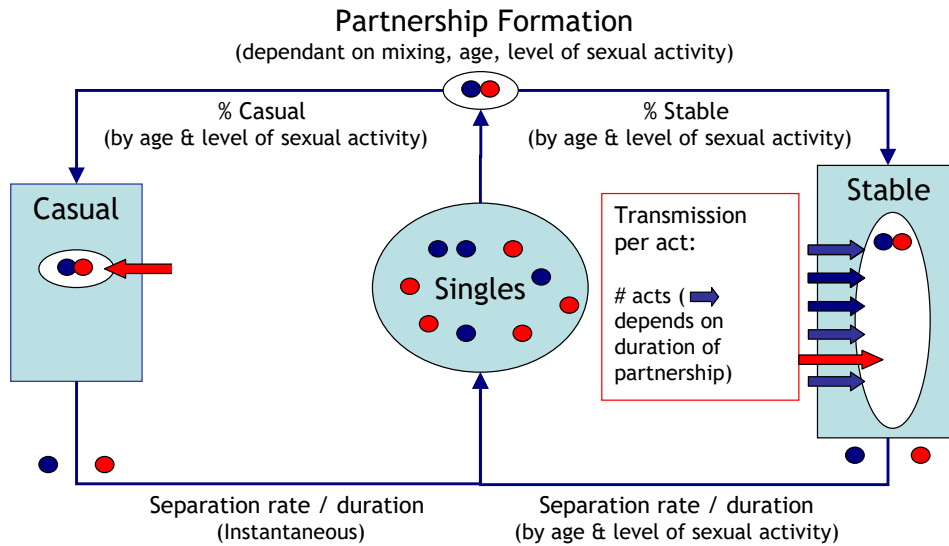 Partnership Formation
(dependant on mixing, age, level of sexual activity)
% Casual
(by age & level of sexual activity)
% Stable
(by age & level of sexual activity)
Casual
Singles
Transmission
per act:
# acts (
depends on
duration of
partnership)
Stable
Separation rate / duration
(Instantaneous)
Separation rate / duration
(by age & level of sexual activity)